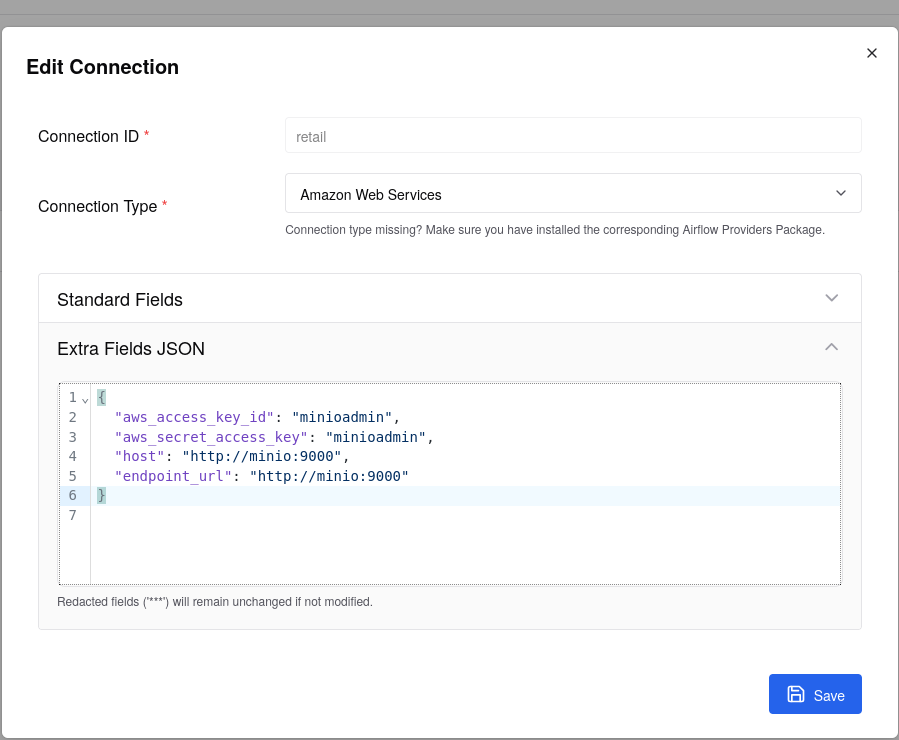 Edit Connection
Connection ID *
retail
Connection Type *
Amazon Web Services
Connection type missing? Make sure you have installed the corresponding Airflow Providers Package.
Standard Fields
Extra Fields JSON
1 {
2 "aws_access_key_id": "minioadmin",
3 "aws_secret_access_key": "minioadmin",
4 "host": "http://minio:9000",
5 "endpoint_url": "http://minio:9000"
6 }
7
Redacted fields ('***') will remain unchanged if not modified.
Save